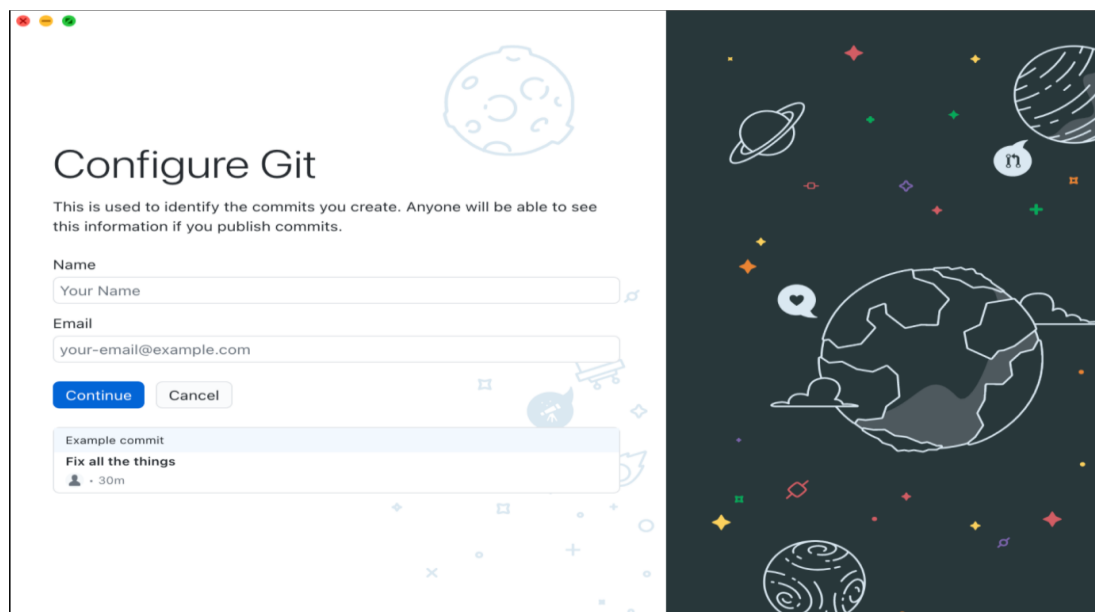 Configure Git
This is used to identify the commits you create. Anyone will be able to see
this information if you publish commits.
Name
Your Name
Email
your-email@example.com
Continue
Cancel
Example commit
Fix all the things
• 30m